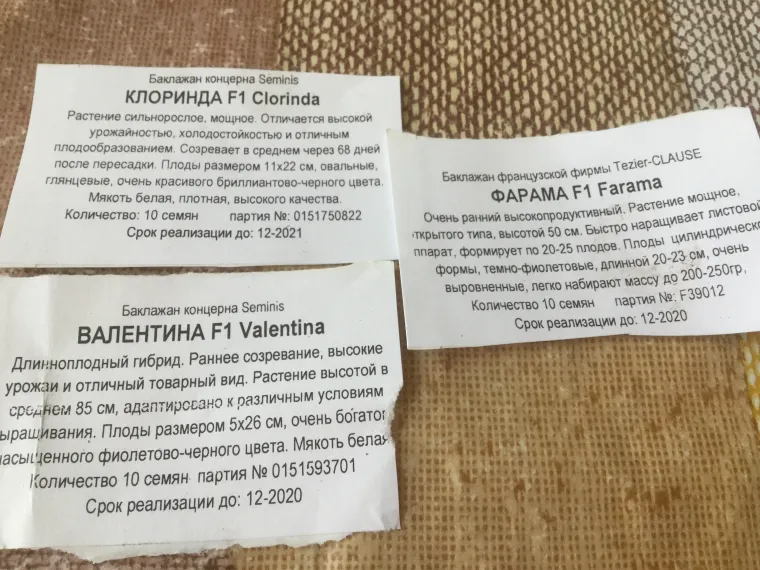 Баклажан концерна Seminis
КЛОРИНДА F1 Clorinda
Растение сильнорослое, мощное. Отличается высокой
урожайностью, холодостойкостью и отличным
плодообразованием. Созревает в среднем через 68 дней
после пересадки. Плоды размером 11х22 см, овальные,
глянцевые, очень красивого бриллиантово-черного цвета.
Мякоть белая, плотная, высокого качества.
Количество: 10 семян партия №: 0151750822
Срок реализации до: 12-2021
Баклажан французской фирмы Tezier-CLAUSE
ФАРАМА F1 Farama
Очень ранний высокопродуктивный. Растение мощное,
открытого типа, высотой 50 см. Быстро наращивает листовой
ппарат, формирует по 20-25 плодов. Плоды цилиндрическо
формы, темно-фиолетовые, длинной 20-23 см, очень
выровненные, легко набирают массу до 200-250гр,
Количество 10 семян партия №: F39012
Срок реализации до: 12-2020
Баклажан концерна Seminis
ВАЛЕНТИНА F1 Valentina
Длинноплодный гибрид. Раннее созревание, высокие
урожаи и отличный товарный вид. Растение высотой в
среднем 85 см, адаптировано к различным условиям
ыращивания. Плоды размером 5х26 см, очень богатог
насыщенного фиолетово-черного цвета. Мякоть белая
Количество 10 семян партия № 0151593701
Срок реализации до: 12-2020